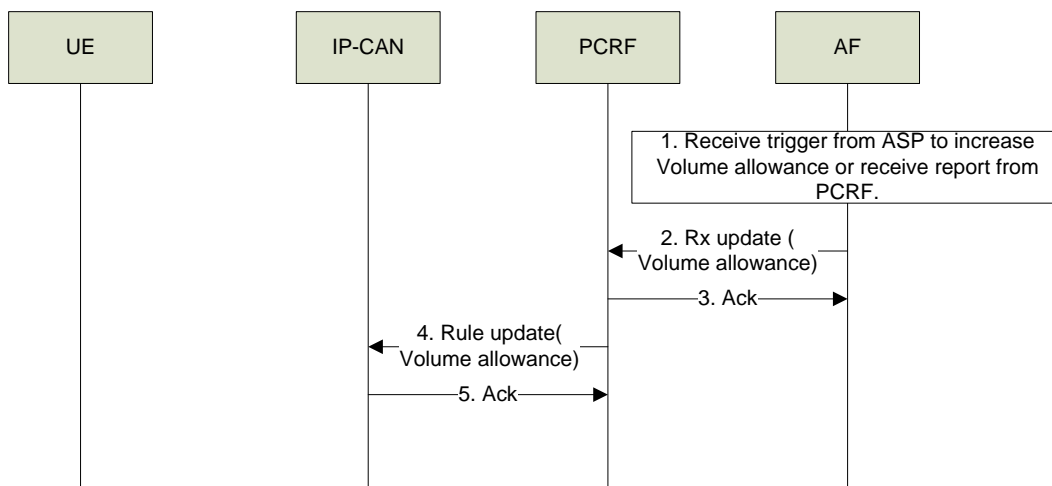 UE
IP-CAN
PCRF
AF
1. Receive trigger from ASP to increase
Volume allowance or receive report from
PCRF.
2. Rx update (
Volume allowance)
3. Ack
4. Rule update(
Volume allowance)
5. Ack